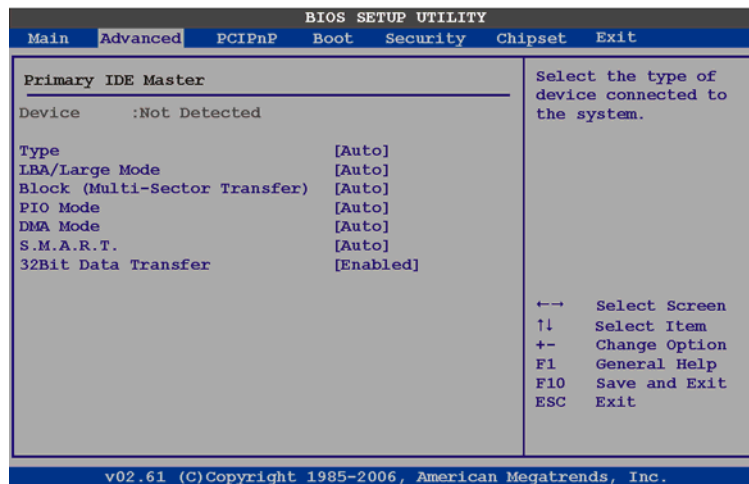 BIOS SETUP UTILITY
Main Advanced PCIPnP Boot Security Chipset Exit
Primary IDE Master
Device :Not Detected
Type [Auto]
LBA/Large Mode [Auto]
Block (Multi-Sector Transfer) [Auto]
PIO Mode [Auto]
DMA Mode [Auto]
S.M.A.R.T. [Auto]
32Bit Data Transfer [Enabled]
Select the type of
device connected to
the system.
←→ Select Screen
↑↓ Select Item
+- Change Option
F1 General Help
F10 Save and Exit
ESC Exit
v02.61 (C)Copyright 1985-2006, American Megatrends, Inc.